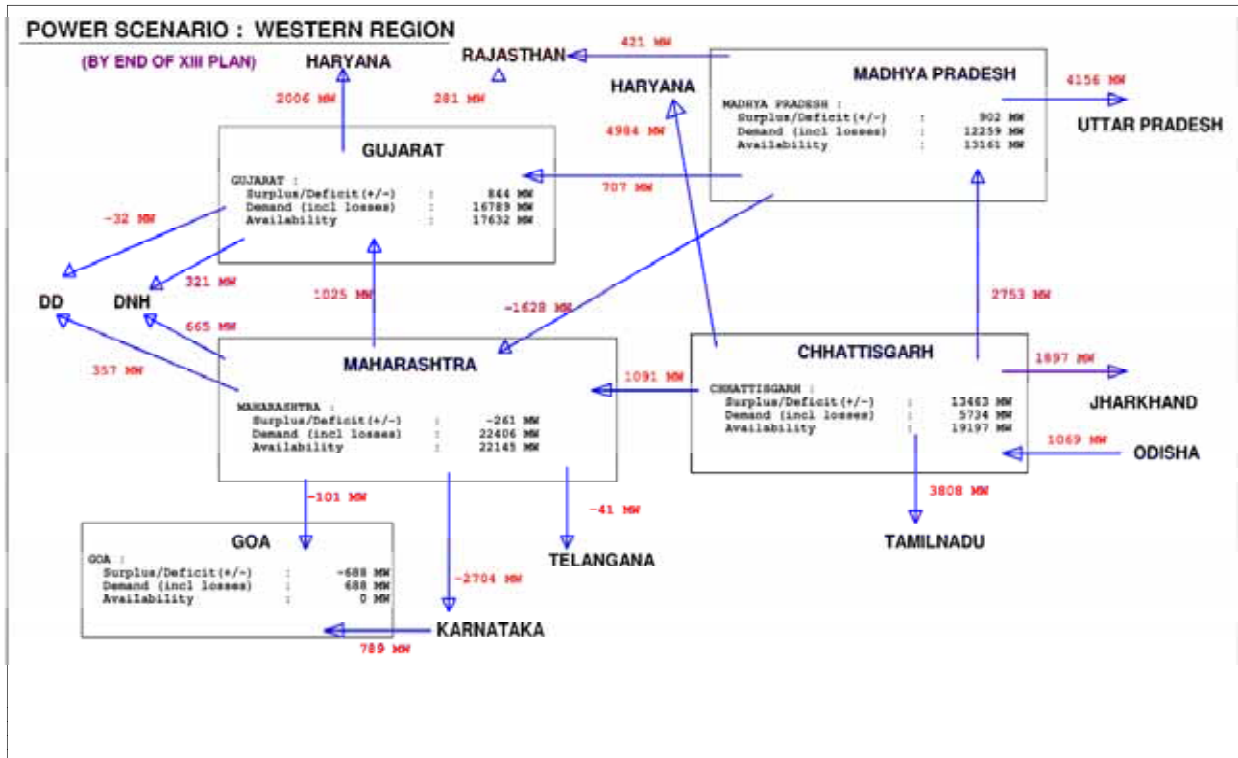 POWER SCENARIO : WESTERN REGION
(BY END OF XIII PLAN)
HARYANA
RAJASTHAN
421 MW
2006 MW
281 MW
HARYANA
4984 MW
MADHYA PRADESH
MADHYA PRADESH :
Surplus/Deficit(+/-) : 902 MW
Demand (incl losses) : 12259 MW
Availability : 13161 MW
4156 MW
UTTAR PRADESH
GUJARAT
GUJARAT :
Surplus/Deficit(+/-) : 844 MW
Demand (incl losses) : 16789 MW
Availability : 17632 MW
707 MW
-32 MW
321 MW
DD
DNH
1025 MW
-1628 MW
2753 MW
665 MW
357 MW
MAHARASHTRA
MAHARASHTRA :
Surplus/Deficit(+/-) : -261 MW
Demand (incl losses) : 22406 MW
Availability : 22145 MW
1091 MW
CHHATTISGARH
CHHATTISGARH :
Surplus/Deficit(+/-) : 13463 MW
Demand (incl losses) : 5734 MW
Availability : 19197 MW
1897 MW
JHARKHAND
1069 MW
ODISHA
3808 MW
TAMILNADU
-101 MW
-41 MW
TELANGANA
GOA
GOA :
Surplus/Deficit(+/-) : -688 MW
Demand (incl losses) : 688 MW
Availability : 0 MW
-2704 MW
KARNATAKA
789 MW